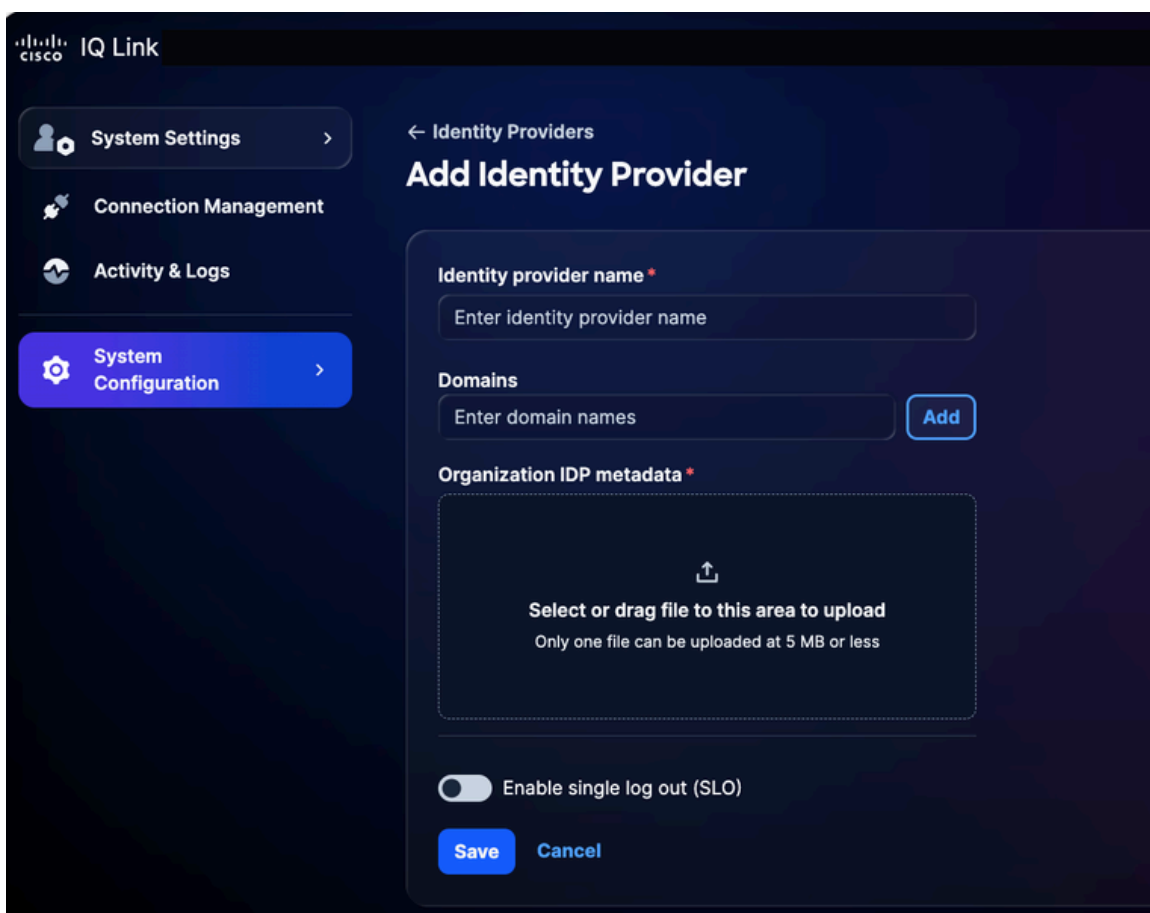 cisco IQ Link
System Settings
Connection Management
Activity & Logs
System
Configuration
← Identity Providers
Add Identity Provider
Identity provider name*
Enter identity provider name
Domains
Enter domain names
Add
Organization IDP metadata*
Select or drag file to this area to upload
Only one file can be uploaded at 5 MB or less
Enable single log out (SLO)
Save
Cancel